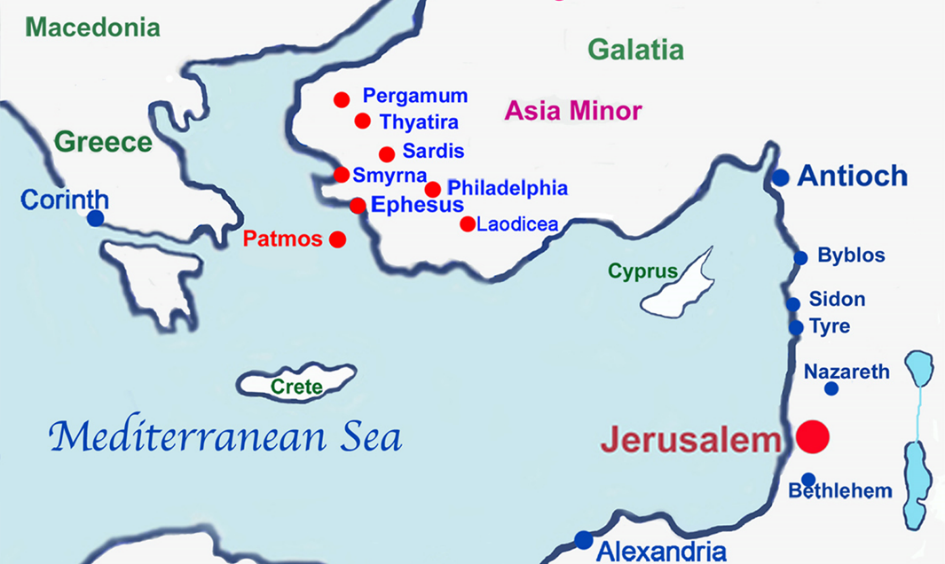 Macedonia
Galatia
Pergamum
Asia Minor
Thyatira
Greece
Sardis
Smyrna
Antioch
Philadelphia
Corinth
Ephesus
Laodicea
Patmos
Byblos
Cyprus
Sidon
Tyre
Nazareth
Crete
Mediterranean Sea
Jerusalem
Bethlehem
Alexandria